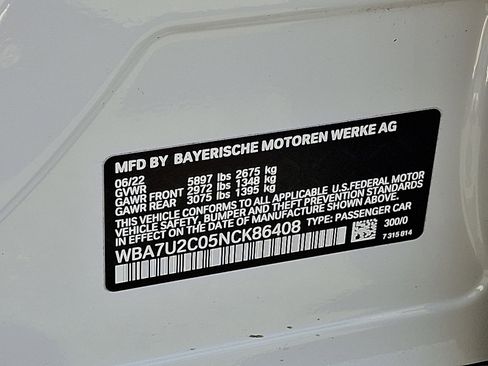 MFD BY BAYERISCHE MOTOREN WERKE AG
06/22 5897 lbs 2675 kg
GVWR
GAWR FRONT 2972 lbs 1348 kg
GAWR REAR 3075 lbs 1395 kg
THIS VEHICLE CONFORMS TO ALL APPLICABLE U.S.FEDERAL MOTOR
VEHICLE SAFETY, BUMPER, AND THEFT PREVENTION STANDARDS
IN EFFECT ON THE DATE OF MANUFACTURE SHOWN ABOVE.
WBA7U2C05NCK86408 TYPE: PASSENGER CAR
300/0
7 315 814